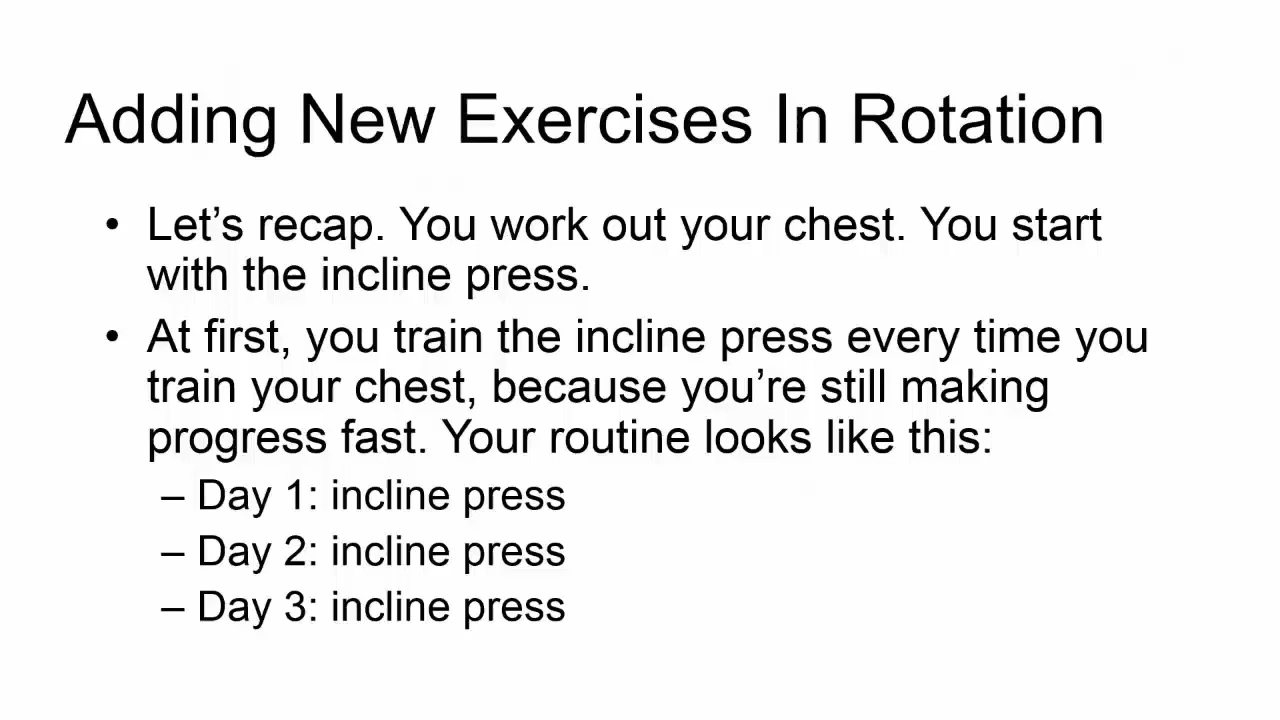 Adding New Exercises In Rotation
• Let’s recap. You work out your chest. You start
with the incline press.
• At first, you train the incline press every time you
train your chest, because you’re still making
progress fast. Your routine looks like this:
– Day 1: incline press
– Day 2: incline press
– Day 3: incline press